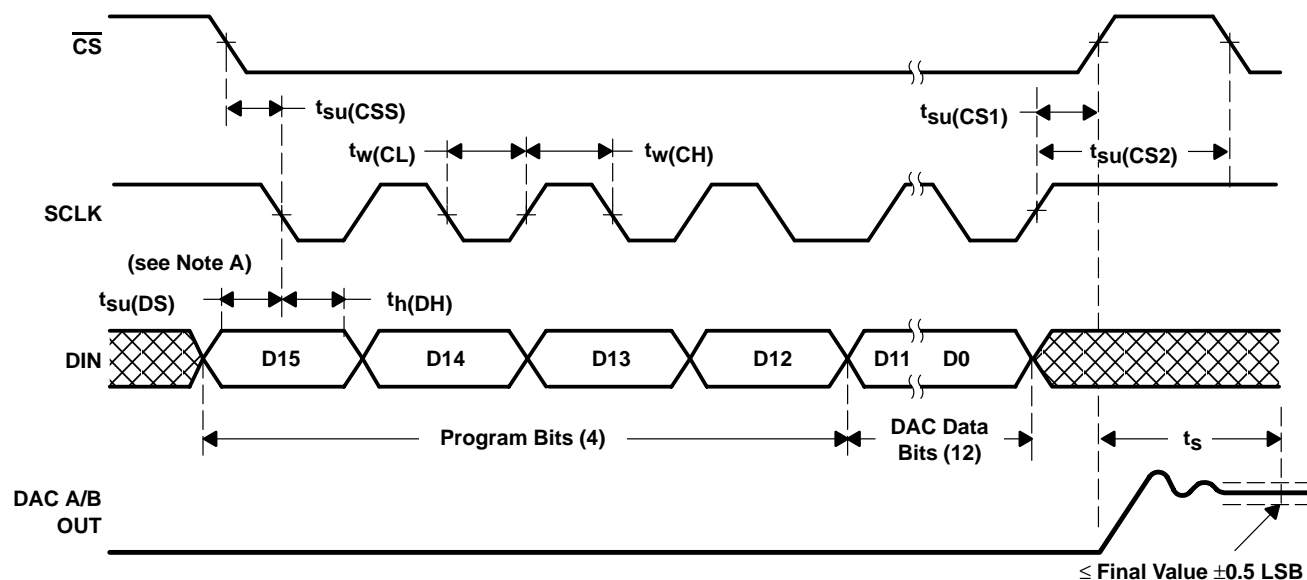 CS
tsu(CSS)
tsu(CS1)
tw(CL)
tw(CH)
tsu(CS2)
SCLK
(see Note A)
tsu(DS)
th(DH)
DIN
D15
D14
D13
D12
D11
D0
Program Bits (4)
DAC Data
Bits (12)
ts
DAC A/B
OUT
≤ Final Value ±0.5 LSB